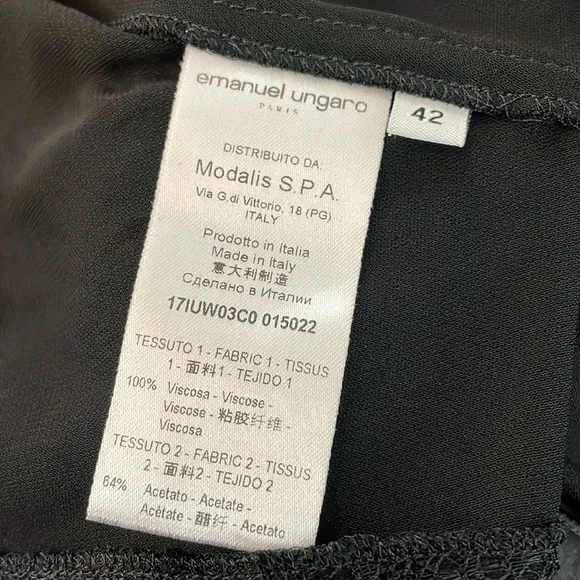 emanuel ungaro
PARIS
42
DISTRIBUITO DA:
Modalis S.P.A.
Via G.di Vittorio, 18 (PG)
ITALY
Prodotto in Italia
Made in Italy
意大利制造
Сделано в Италии
17IUW03C0 015022
TESSUTO 1 - FABRIC 1 - TISSUS
1 - 面料1 - TEJIDO 1
100% Viscosa - Viscose -
Viscose - 粘胶纤维 -
Viscosa
TESSUTO 2 - FABRIC 2 - TISSUS
2 - 面料2 - TEJIDO 2
64% Acetato - Acetate -
Acétate - 醋纤 - Acetato